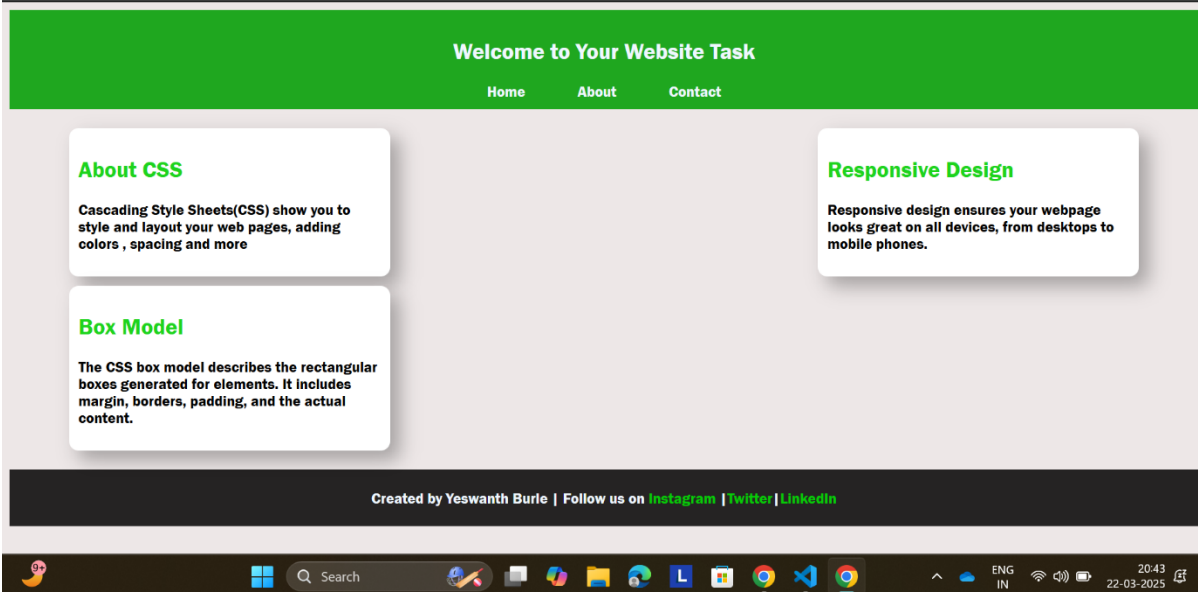 Welcome to Your Website Task
Home About Contact
About CSS
Cascading Style Sheets(CSS) show you to
style and layout your web pages, adding
colors , spacing and more
Responsive Design
Responsive design ensures your webpage
looks great on all devices, from desktops to
mobile phones.
Box Model
The CSS box model describes the rectangular
boxes generated for elements. It includes
margin, borders, padding, and the actual
content.
Created by Yeswanth Burle | Follow us on Instagram |Twitter|LinkedIn
9+
Search
L
ENG
IN
20:43
22-03-2025